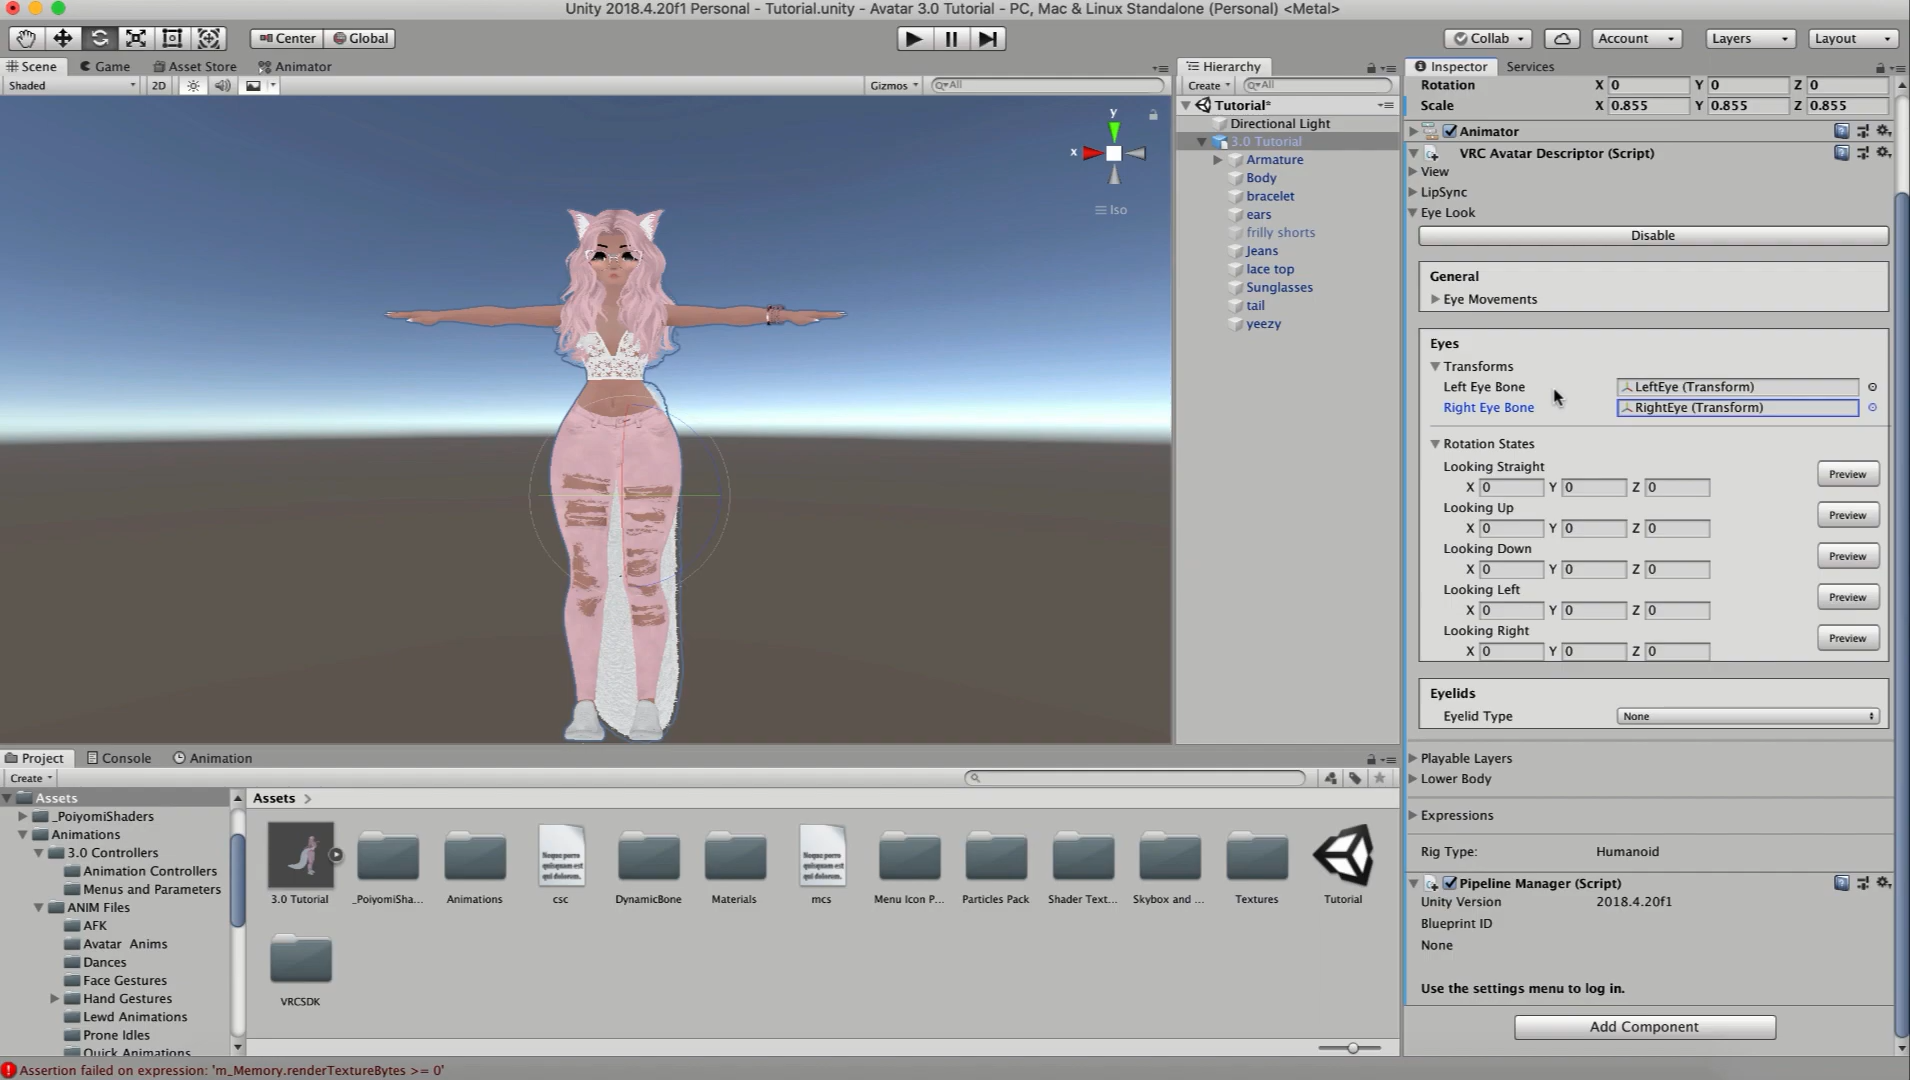 Unity 2018.4.20f1 Personal - Tutorial.unity - Avatar 3.0 Tutorial - PC, Mac & Linux Standalone (Personal) <Metal>
Center Global Collab Account Layers Layout
Scene Game Asset Store Animator
Shaded 2D Gizmos All
y
x
Iso
Hierarchy
Create All
Tutorial*
Directional Light
3.0 Tutorial
Armature
Body
bracelet
ears
frilly shorts
Jeans
lace top
Sunglasses
tail
yeezy
Inspector Services
Rotation X 0 Y 0 Z 0
Scale X 0.855 Y 0.855 Z 0.855
Animator
VRC Avatar Descriptor (Script)
View
LipSync
Eye Look
Disable
General
Eye Movements
Eyes
Transforms
Left Eye Bone LeftEye (Transform)
Right Eye Bone RightEye (Transform)
Rotation States
Looking Straight Preview
X 0 Y 0 Z 0
Looking Up Preview
X 0 Y 0 Z 0
Looking Down Preview
X 0 Y 0 Z 0
Looking Left Preview
X 0 Y 0 Z 0
Looking Right Preview
X 0 Y 0 Z 0
Eyelids
Eyelid Type None
Playable Layers
Lower Body
Expressions
Rig Type: Humanoid
Pipeline Manager (Script)
Unity Version 2018.4.20f1
Blueprint ID
None
Use the settings menu to log in.
Add Component
Project Console Animation
Create
Assets
_PoiyomiShaders
Animations
3.0 Controllers
Animation Controllers
Menus and Parameters
ANIM Files
AFK
Avatar Anims
Dances
Face Gestures
Hand Gestures
Lewd Animations
Prone Idles
Quick Animations
Assets
3.0 Tutorial _PoiyomiSha... Animations csc DynamicBone Materials mcs Menu Icon P... Particles Pack Shader Text... Skybox and ... Textures Tutorial
VRCSDK
Assertion failed on expression: 'm_Memory.renderTextureBytes >= 0'